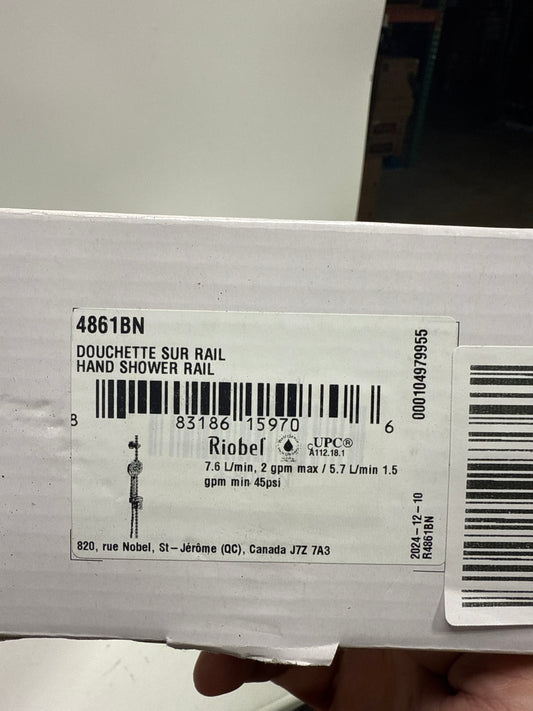 4861BN
DOUCHETTE SUR RAIL
HAND SHOWER RAIL
8 83186 15970 6
Riobel
cUPC®
A112.18.1
7.6 L/min, 2 gpm max / 5.7 L/min 1.5
gpm min 45psi
820, rue Nobel, St-Jérôme (QC), Canada J7Z 7A3
000104979955
2024-12-10
R4861BN